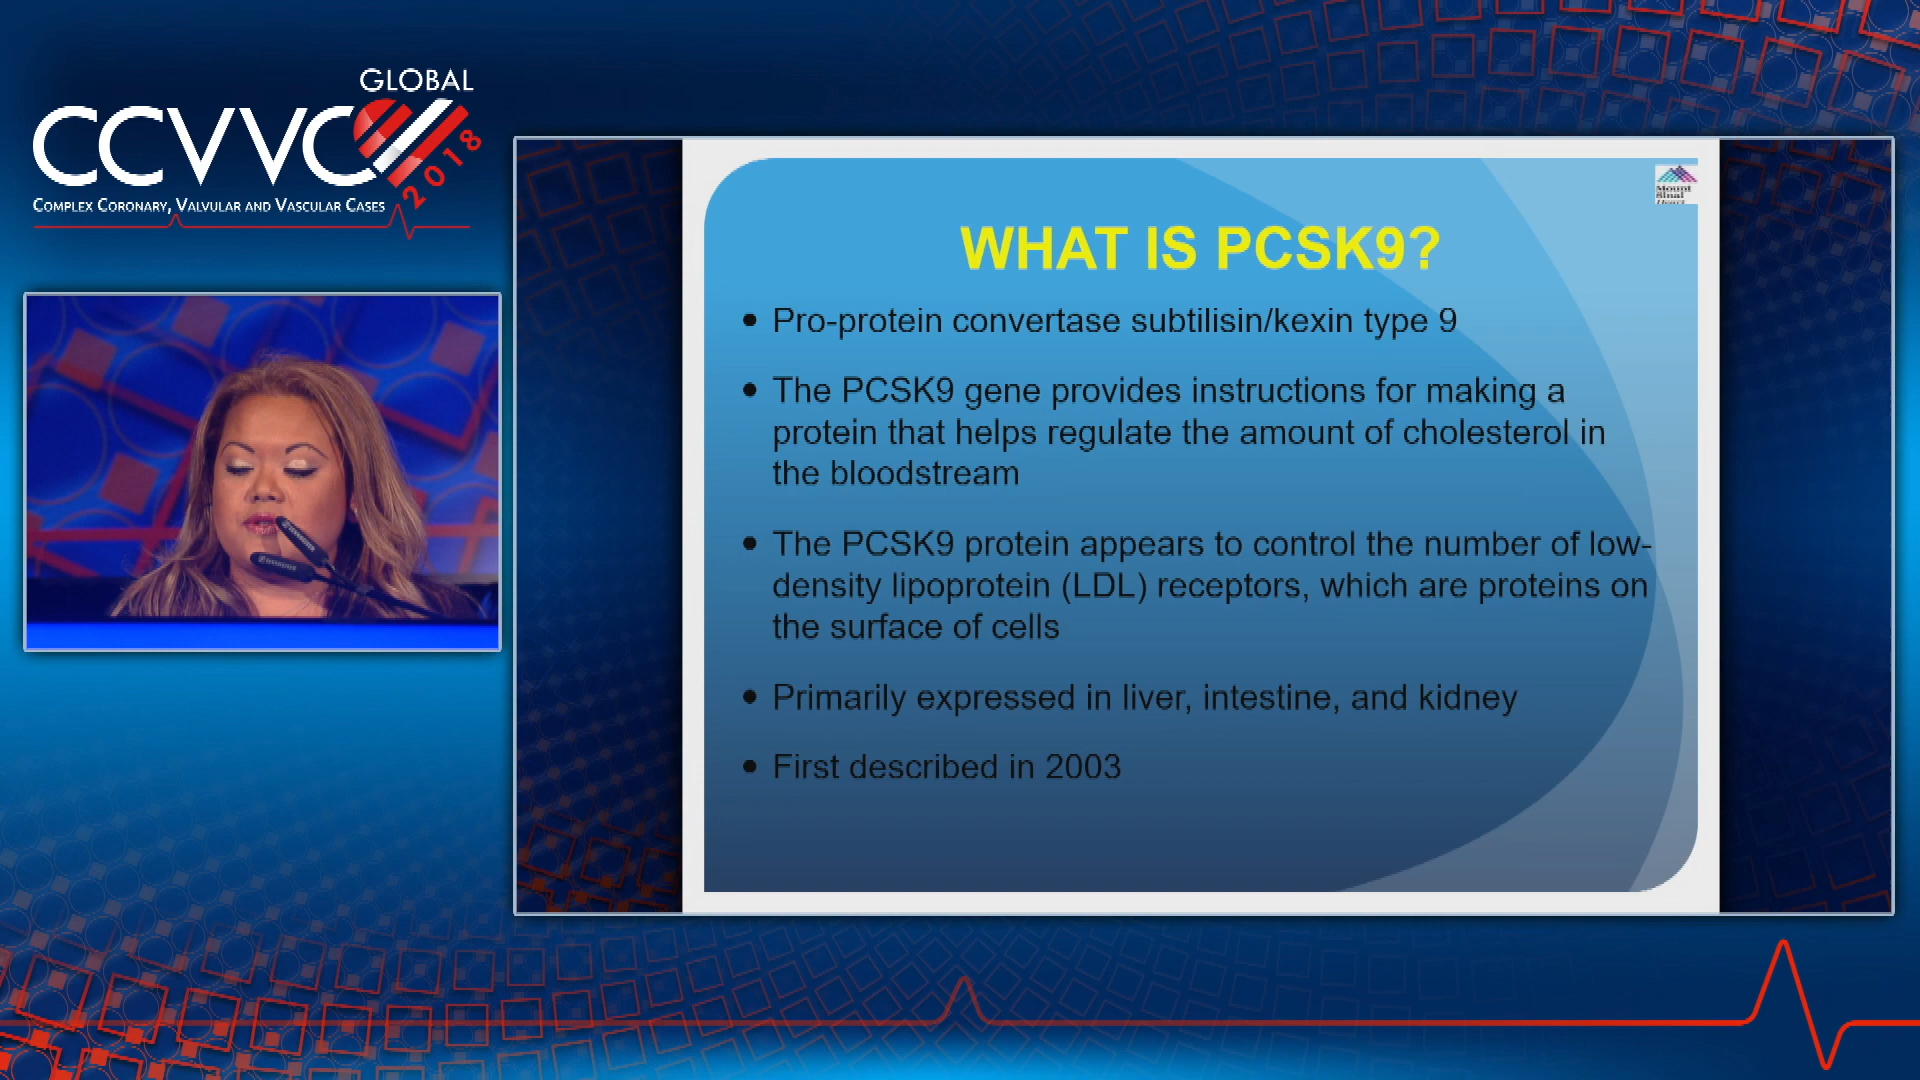 GLOBAL
CCVVC
2018
COMPLEX CORONARY, VALVULAR AND VASCULAR CASES
Mount
Sinai
Heart
WHAT IS PCSK9?
• Pro-protein convertase subtilisin/kexin type 9
• The PCSK9 gene provides instructions for making a
protein that helps regulate the amount of cholesterol in
the bloodstream
• The PCSK9 protein appears to control the number of low-
density lipoprotein (LDL) receptors, which are proteins on
the surface of cells
• Primarily expressed in liver, intestine, and kidney
• First described in 2003